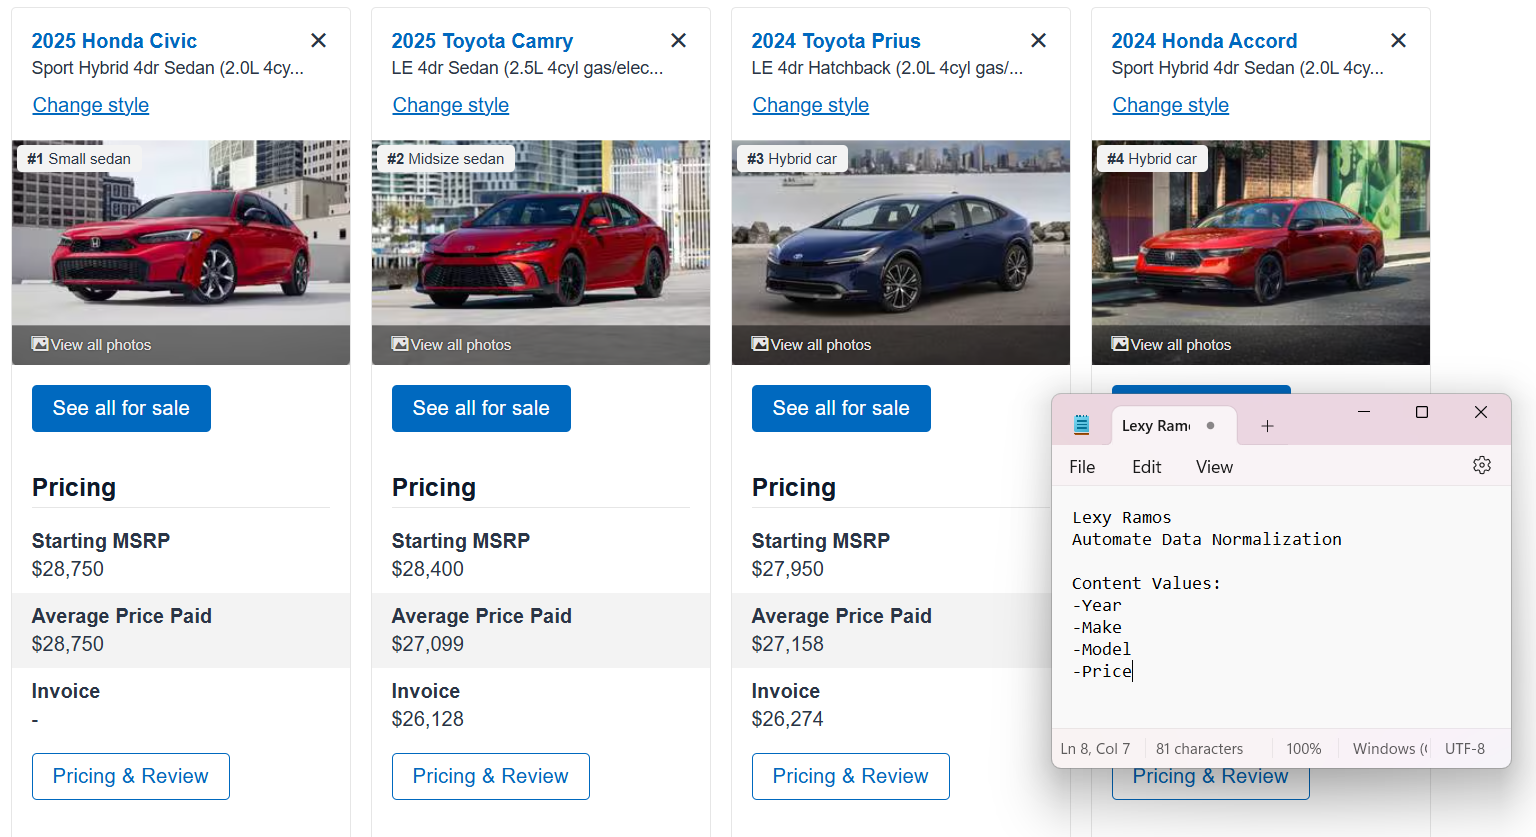 2025 Honda Civic
Sport Hybrid 4dr Sedan (2.0L 4cy...
Change style
#1 Small sedan
View all photos
See all for sale
Pricing
Starting MSRP
$28,750
Average Price Paid
$28,750
Invoice
-
Pricing & Review
2025 Toyota Camry
LE 4dr Sedan (2.5L 4cyl gas/elec...
Change style
#2 Midsize sedan
View all photos
See all for sale
Pricing
Starting MSRP
$28,400
Average Price Paid
$27,099
Invoice
$26,128
Pricing & Review
2024 Toyota Prius
LE 4dr Hatchback (2.0L 4cyl gas/...
Change style
#3 Hybrid car
View all photos
See all for sale
Pricing
Starting MSRP
$27,950
Average Price Paid
$27,158
Invoice
$26,274
Pricing & Review
2024 Honda Accord
Sport Hybrid 4dr Sedan (2.0L 4cy...
Change style
#4 Hybrid car
View all photos
Pricing & Review
Lexy Ram
File Edit View
Lexy Ramos
Automate Data Normalization
Content Values:
-Year
-Make
-Model
-Price
Ln 8, Col 7 81 characters 100% Windows ( UTF-8